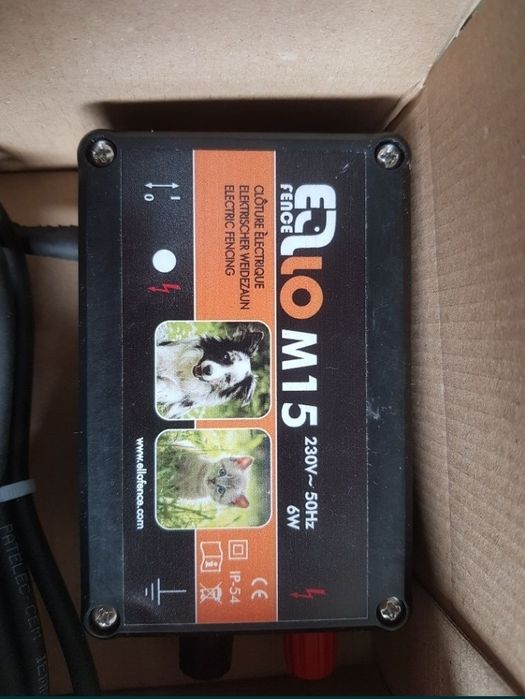 ELLO
FENCE
M15
230V~ 50Hz
6W
CLÔTURE ÉLECTRIQUE
ELEKTRISCHER WEIDEZAUN
ELECTRIC FENCING
I
0
www.ellofence.com
CE
IP-54